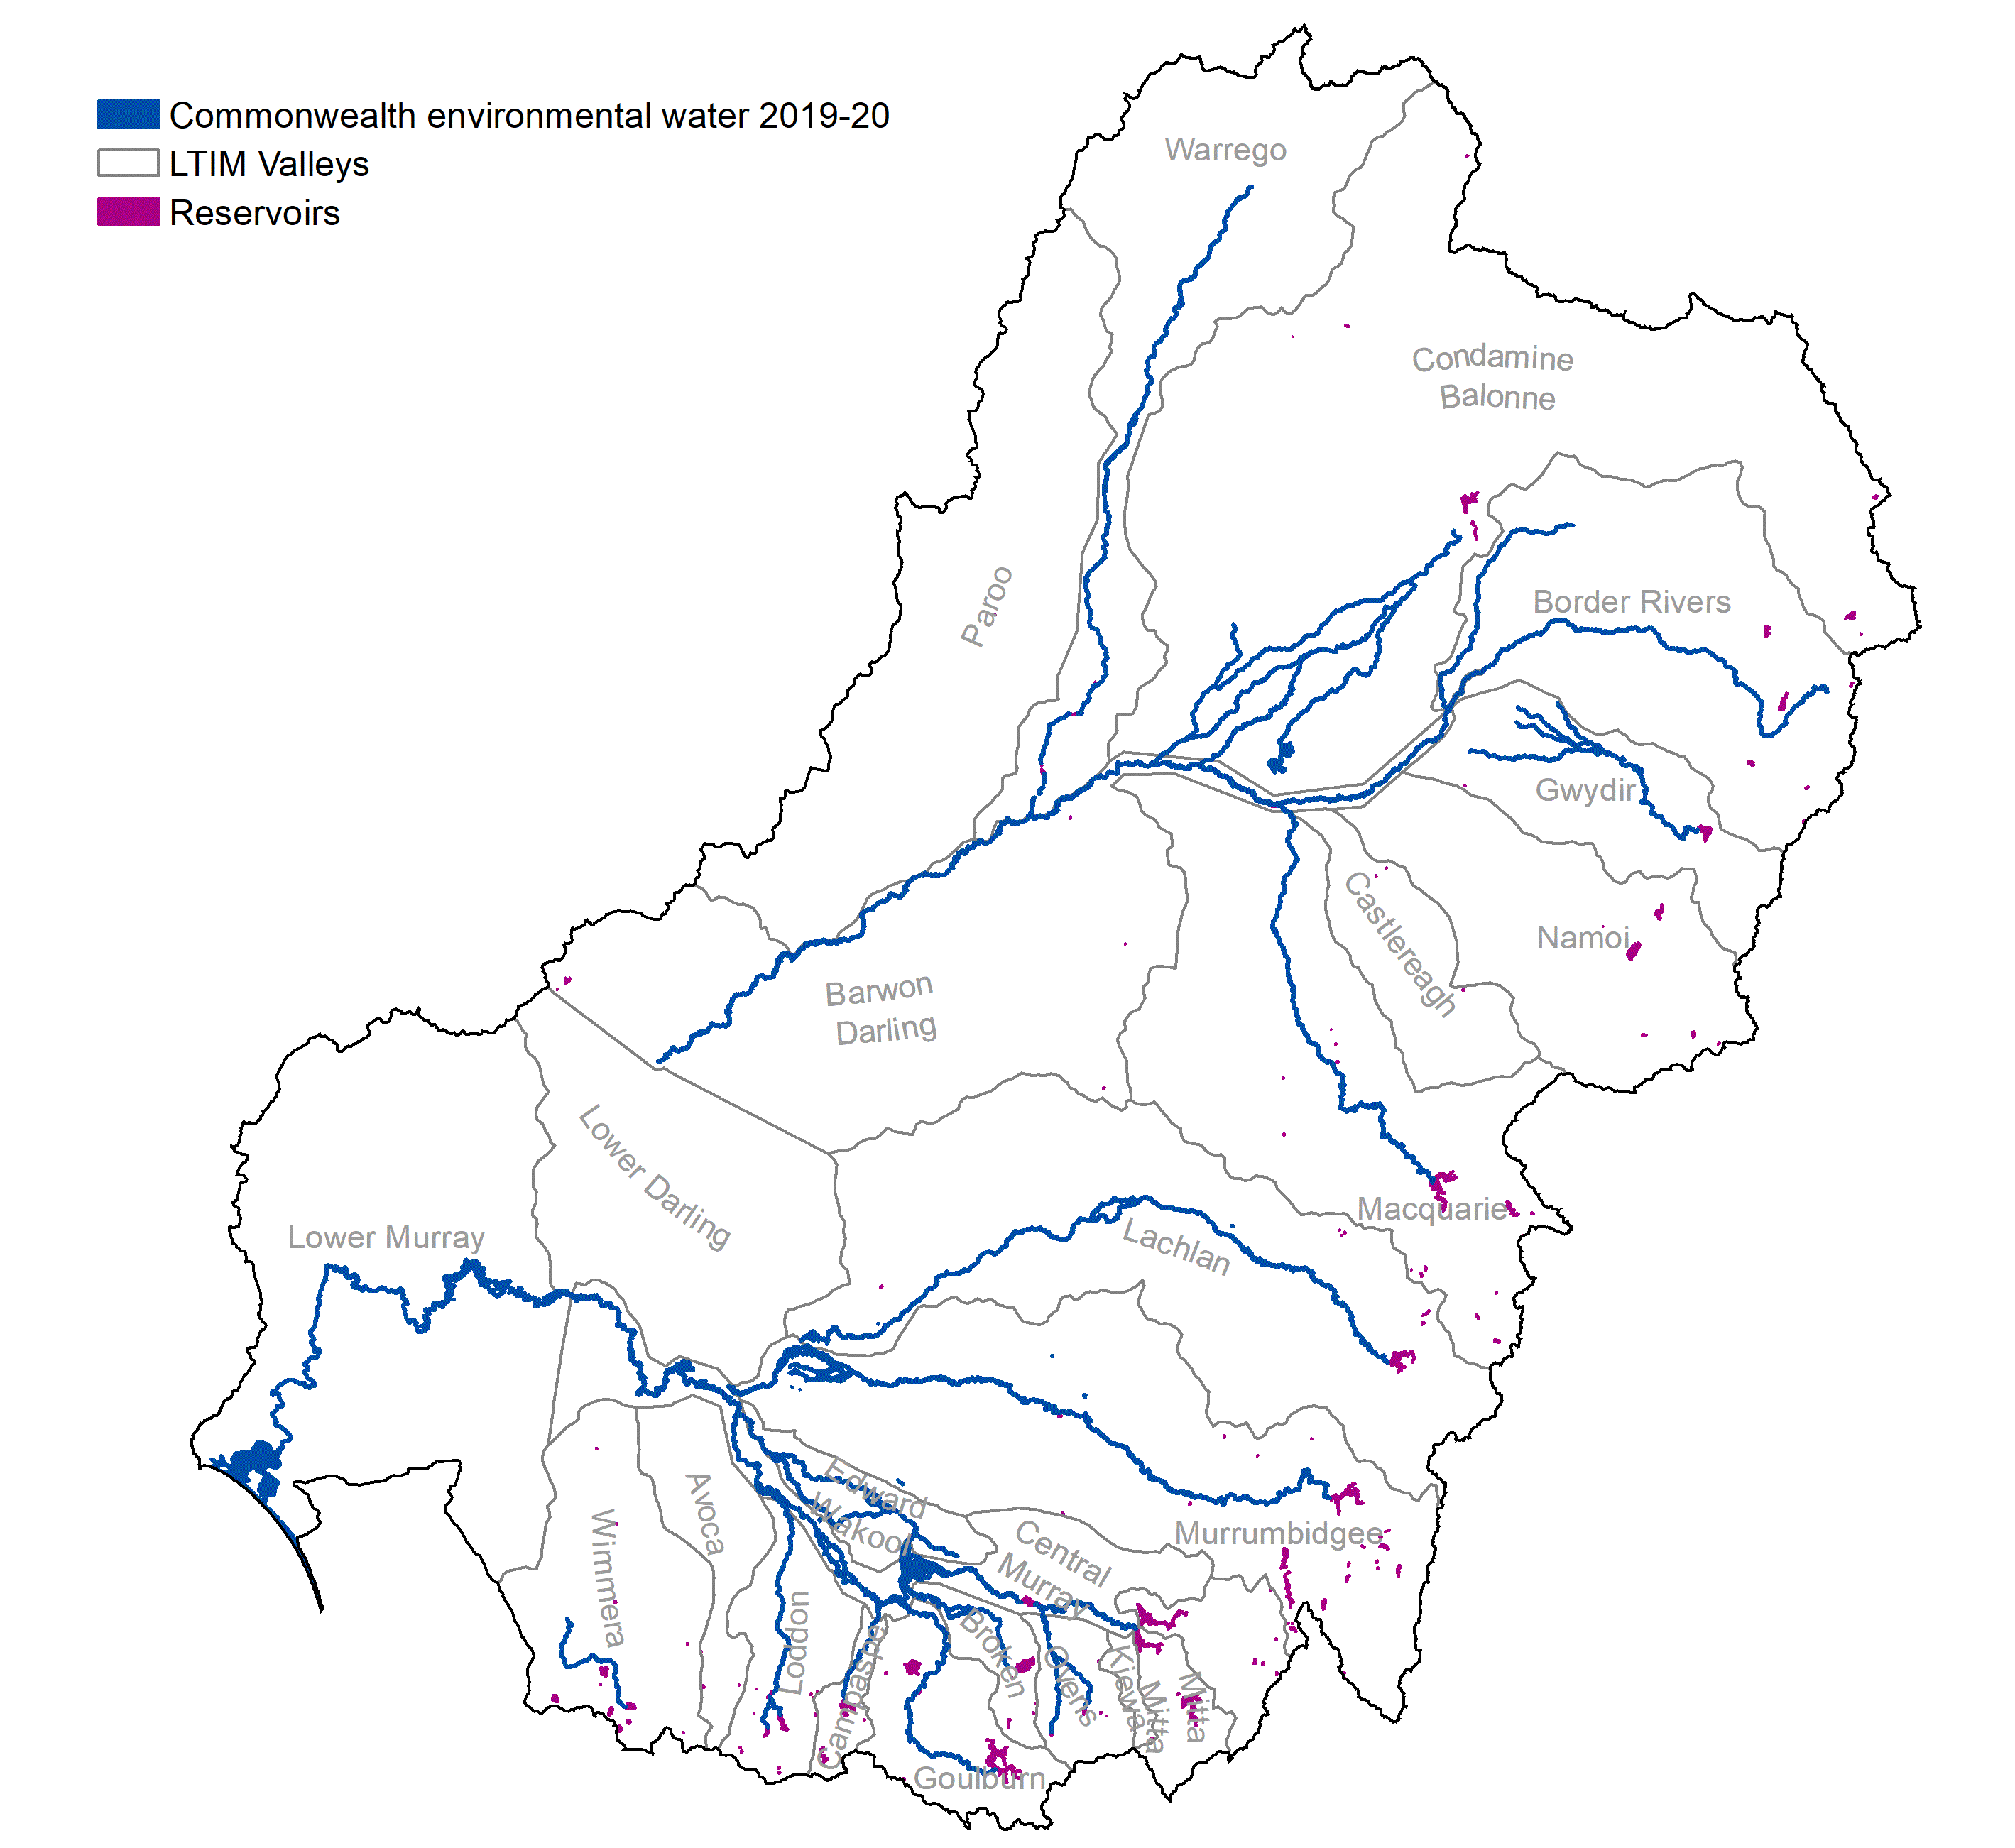 Commonwealth environmental water 2019-20
LTIM Valleys
Reservoirs
Warrego
Condamine
Balonne
Paroo
Border Rivers
Gwydir
Castlereagh
Namoi
Barwon
Darling
Lower Darling
Macquarie
Lower Murray
Lachlan
Edward
Wakool
Avoca
Wimmera
Central
Murray
Murrumbidgee
Loddon
Campaspe
Broken
Ovens
Kiewa
Mitta
Mitta
Goulburn